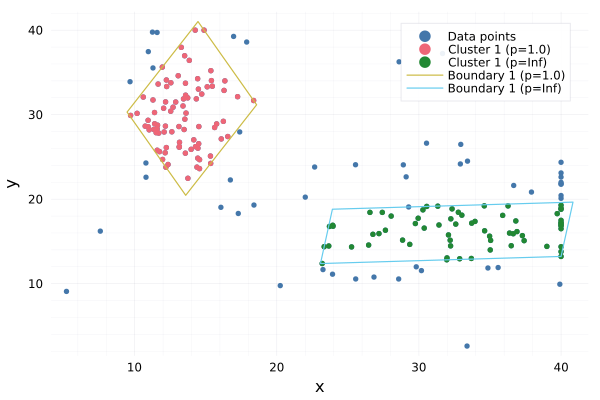 40
Data points
Cluster 1 (p=1.0)
Cluster 1 (p=Inf)
Boundary 1 (p=1.0)
Boundary 1 (p=Inf)
30
y
20
10
10 20 30 40
x